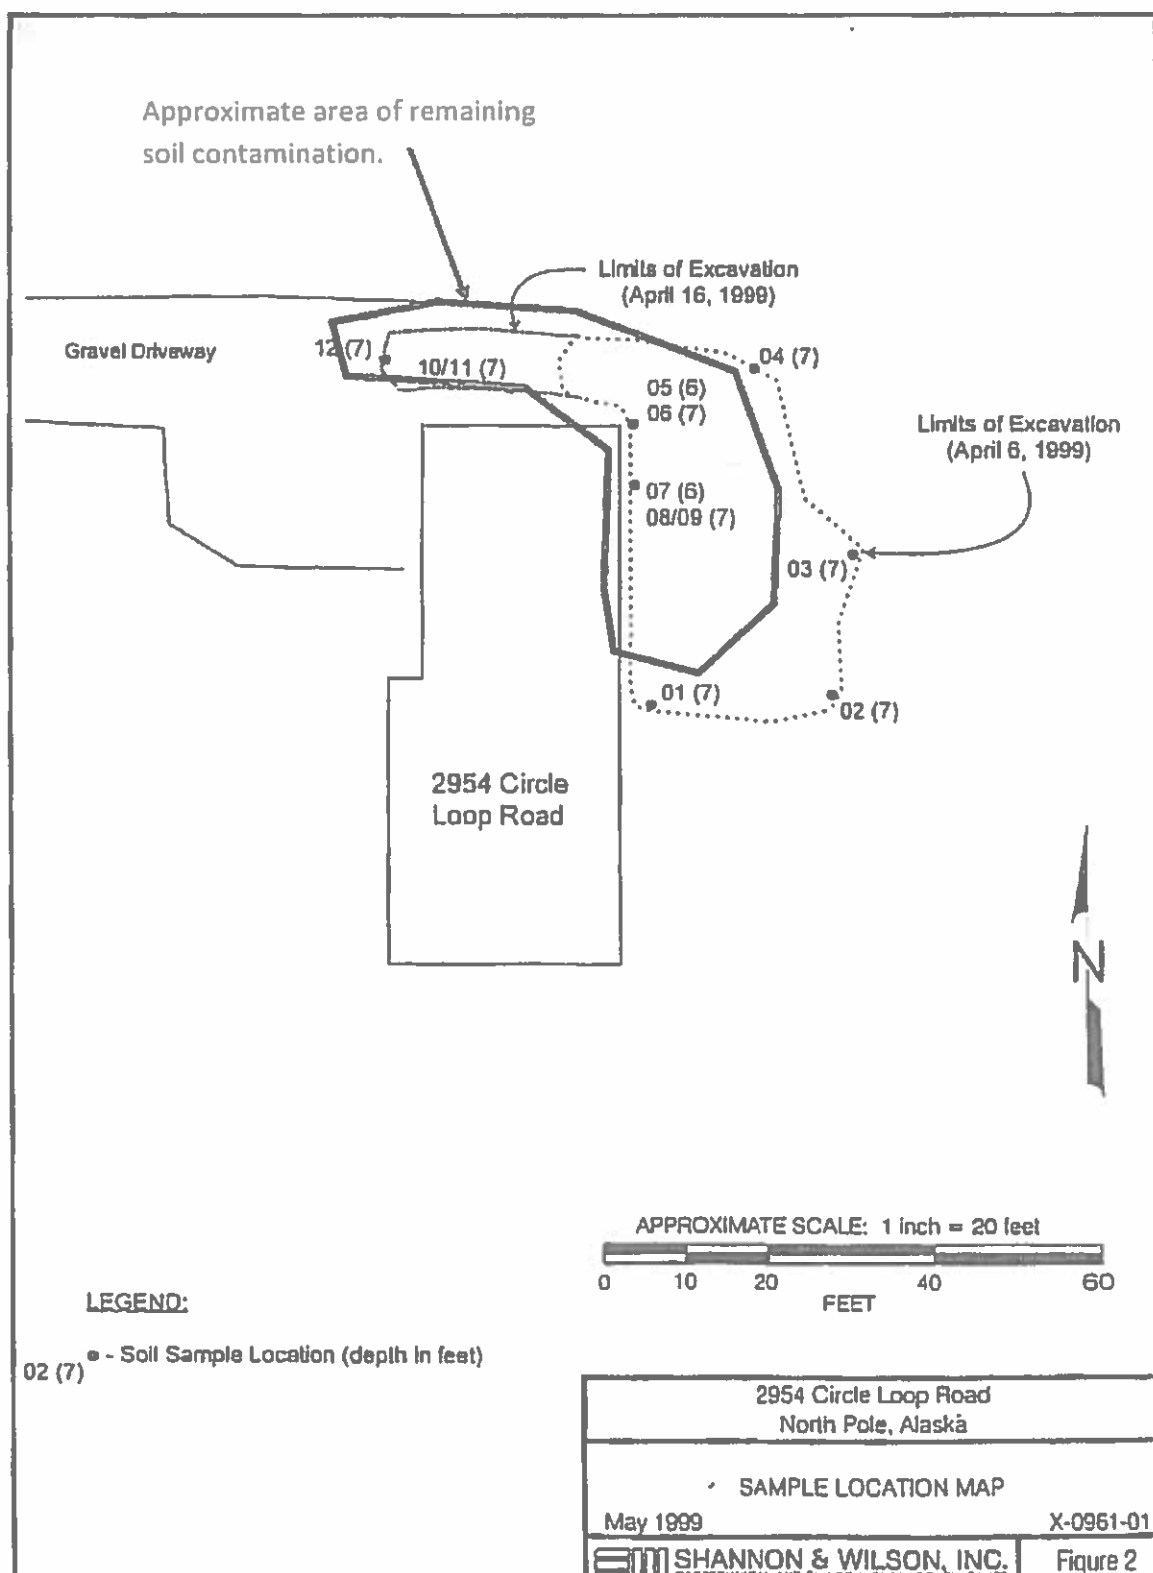 Approximate area of remaining
soil contamination.
Limits of Excavation
(April 16, 1999)
Gravel Driveway
12 (7)
10/11 (7)
04 (7)
05 (6)
06 (7)
Limits of Excavation
(April 6, 1999)
07 (6)
08/09 (7)
03 (7)
01 (7)
02 (7)
2954 Circle
Loop Road
N
APPROXIMATE SCALE: 1 inch = 20 feet
0 10 20 40 60
FEET
LEGEND:
02 (7) - Soil Sample Location (depth in feet)
2954 Circle Loop Road
North Pole, Alaska
SAMPLE LOCATION MAP
May 1999 X-0961-01
SHANNON & WILSON, INC. Figure 2